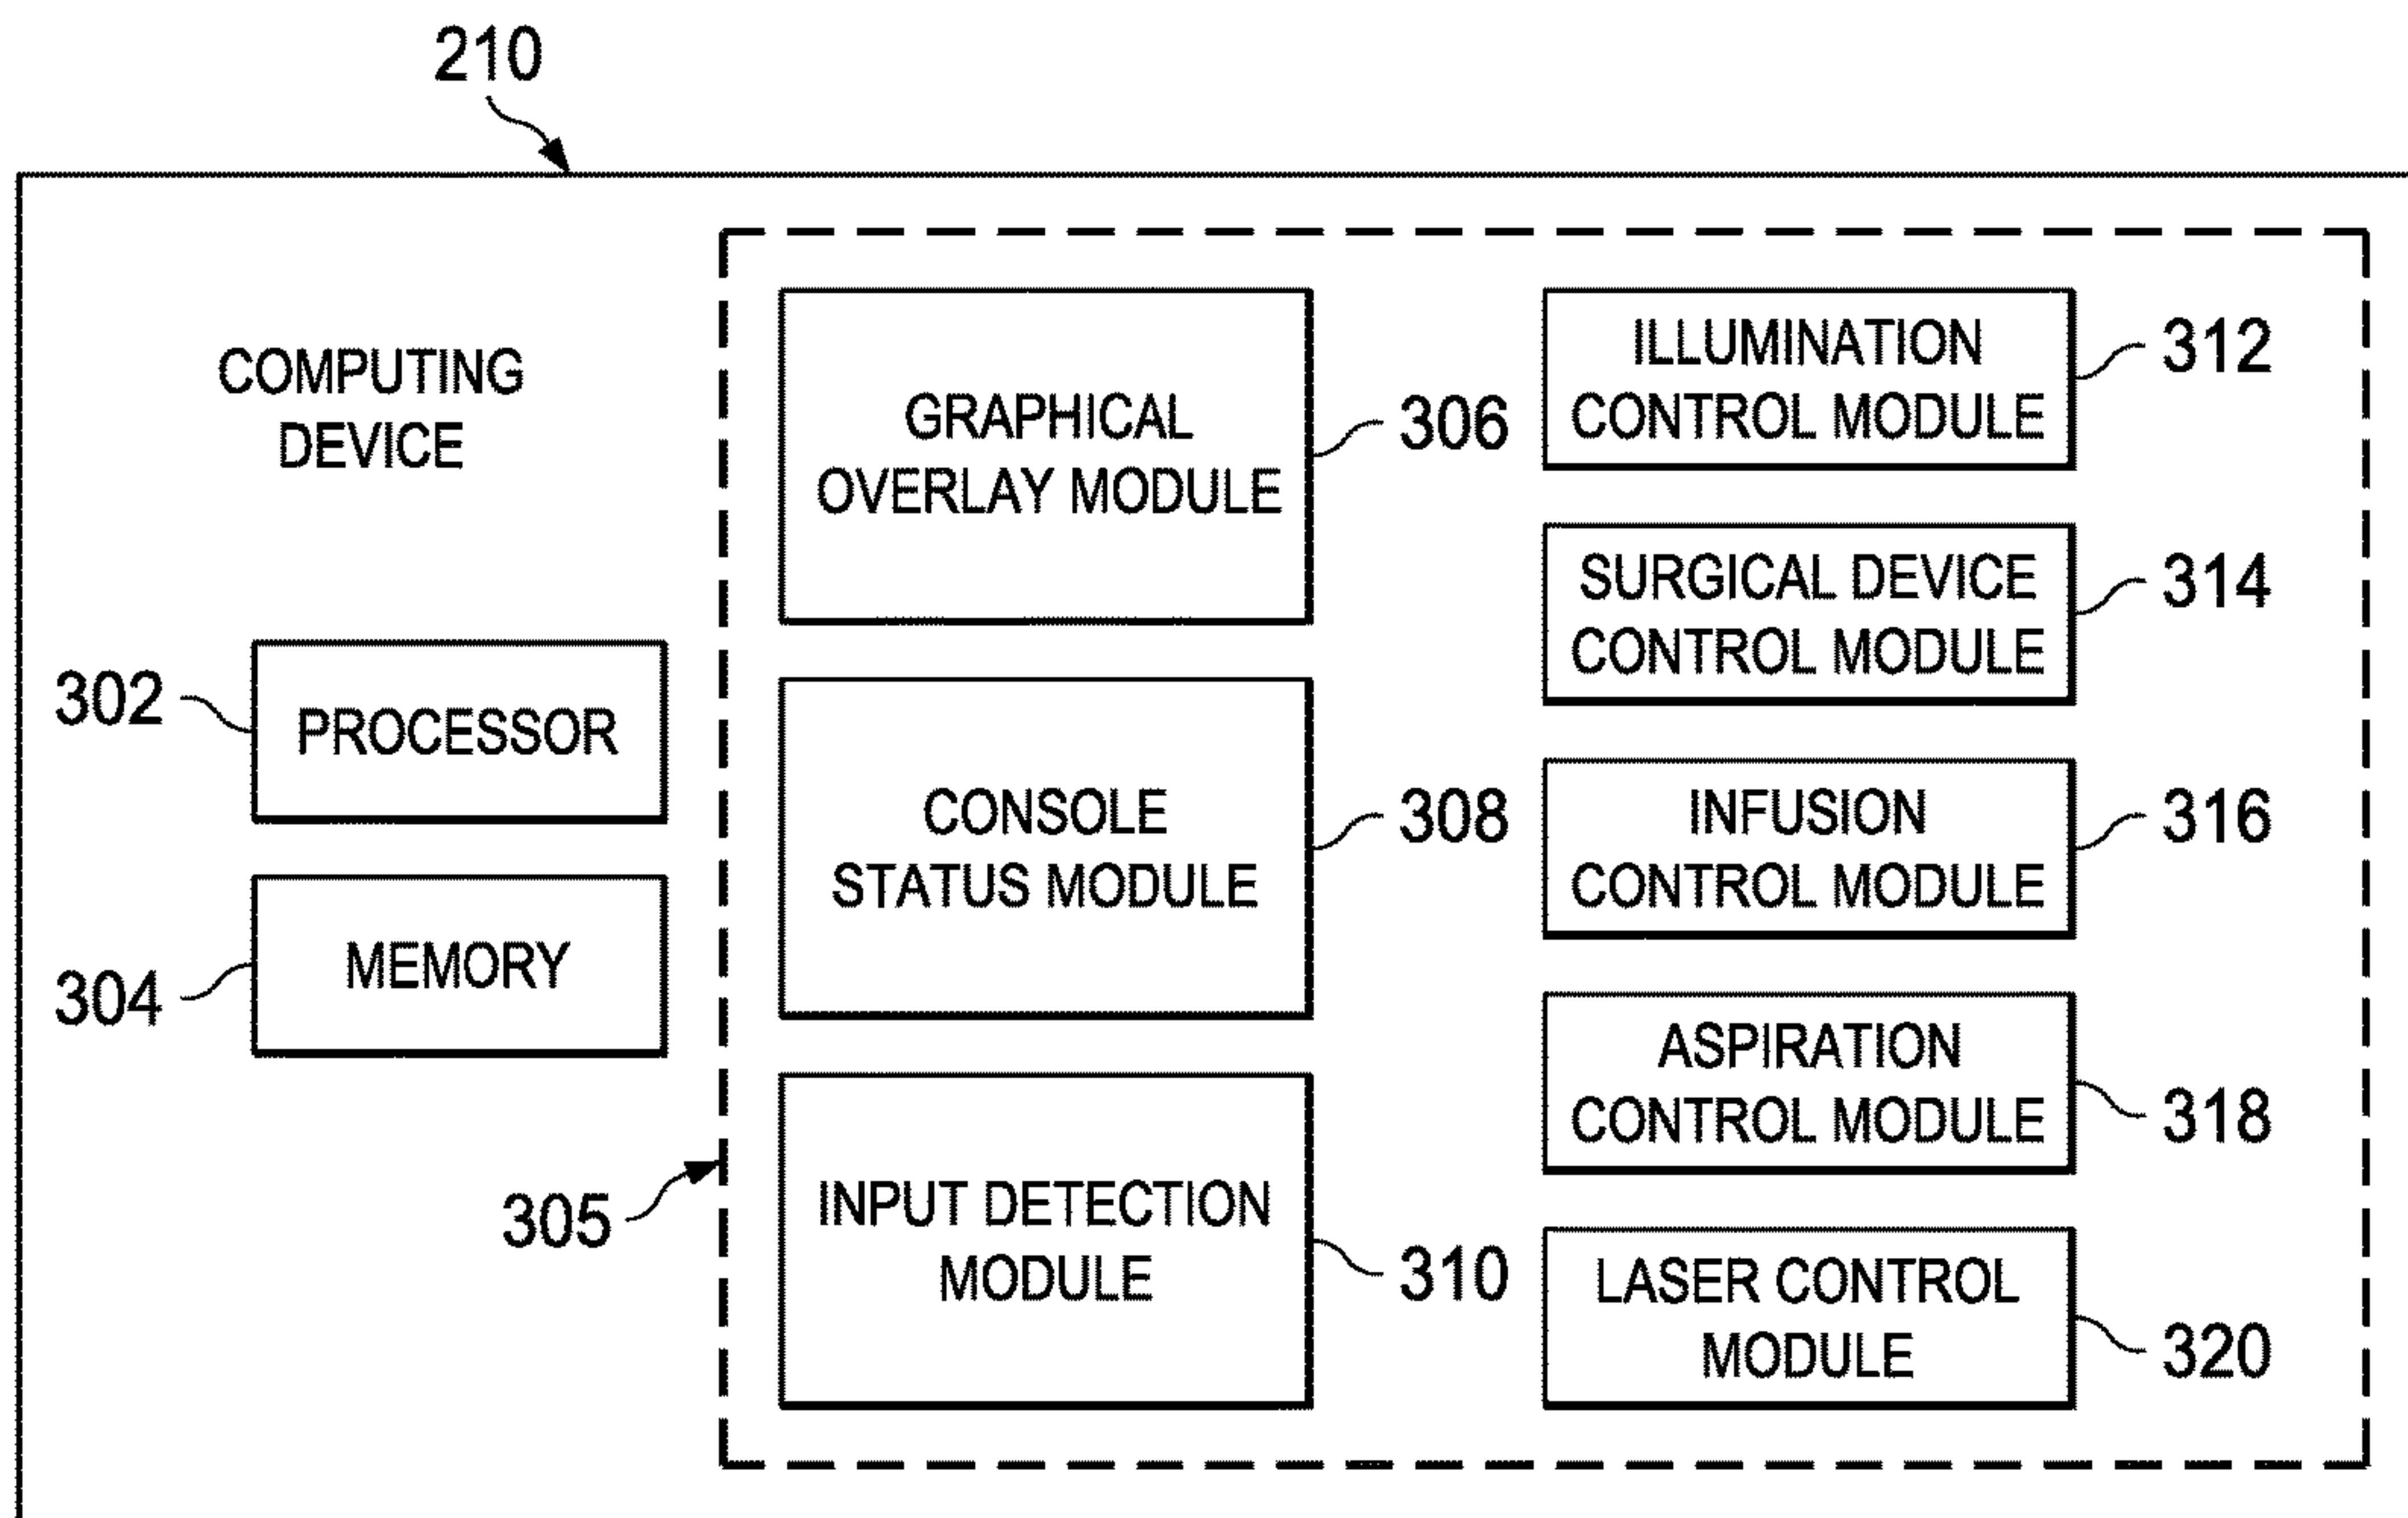 210
COMPUTING
DEVICE
302
PROCESSOR
304
MEMORY
305
GRAPHICAL
OVERLAY MODULE
306
CONSOLE
STATUS MODULE
308
INPUT DETECTION
MODULE
310
ILLUMINATION
CONTROL MODULE
312
SURGICAL DEVICE
CONTROL MODULE
314
INFUSION
CONTROL MODULE
316
ASPIRATION
CONTROL MODULE
318
LASER CONTROL
MODULE
320